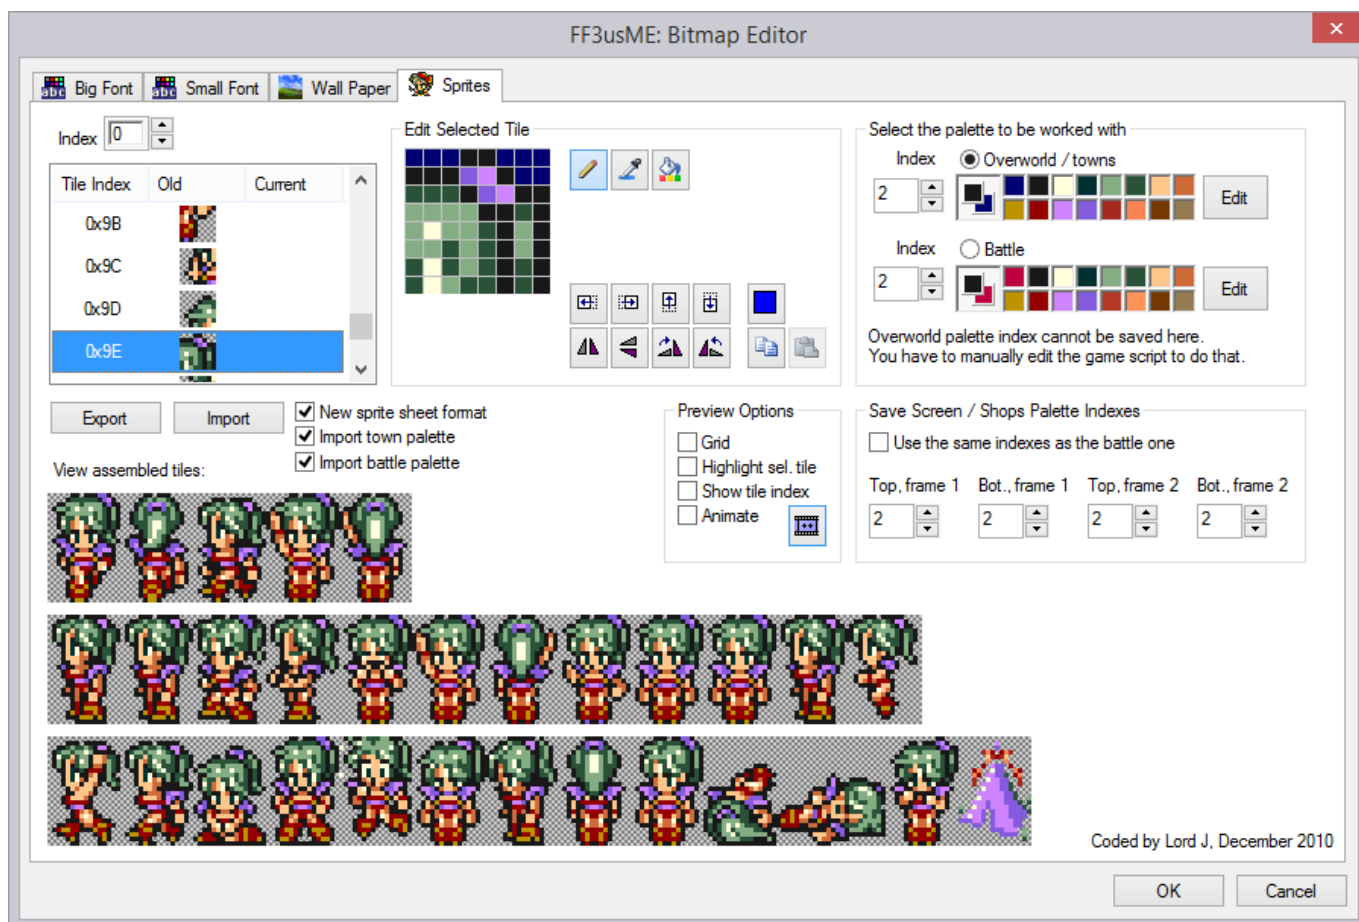 FF3usME: Bitmap Editor
Big Font
Small Font
Wall Paper
Sprites
Index 0
Tile Index Old Current
0x9B
0x9C
0x9D
0x9E
Edit Selected Tile
Select the palette to be worked with
Index Overworld / towns
2
Edit
Index Battle
2
Edit
Overworld palette index cannot be saved here.
You have to manually edit the game script to do that.
Export
Import
New sprite sheet format
Import town palette
Import battle palette
View assembled tiles:
Preview Options
Grid
Highlight sel. tile
Show tile index
Animate
Save Screen / Shops Palette Indexes
Use the same indexes as the battle one
Top, frame 1 Bot., frame 1 Top, frame 2 Bot., frame 2
2 2 2 2
Coded by Lord J, December 2010
OK
Cancel